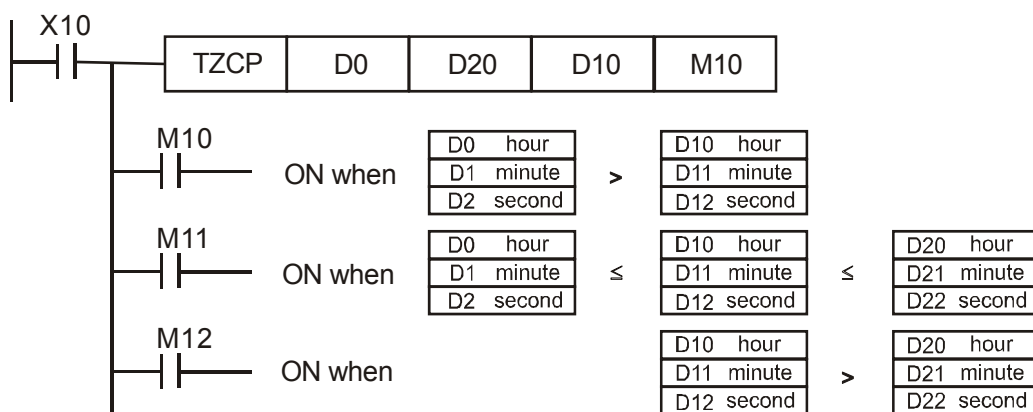 X10
TZCP D0 D20 D10 M10
M10
ON when
D0 hour
D1 minute
D2 second
>
D10 hour
D11 minute
D12 second
M11
ON when
D0 hour
D1 minute
D2 second
≤
D10 hour
D11 minute
D12 second
≤
D20 hour
D21 minute
D22 second
M12
ON when
D10 hour
D11 minute
D12 second
>
D20 hour
D21 minute
D22 second